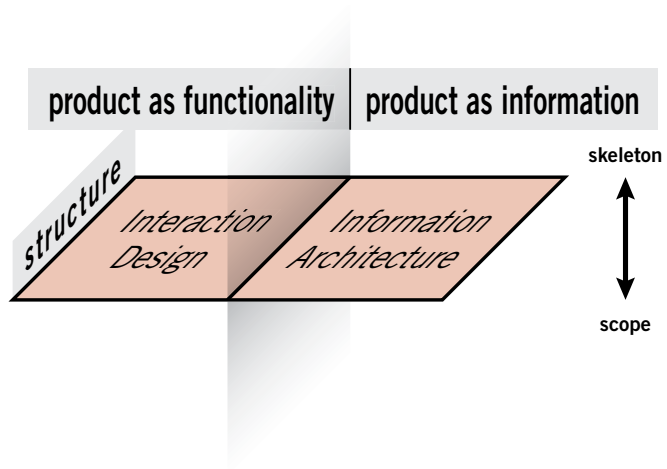 product as functionality
product as information
skeleton
structure
Interaction
Design
Information
Architecture
scope